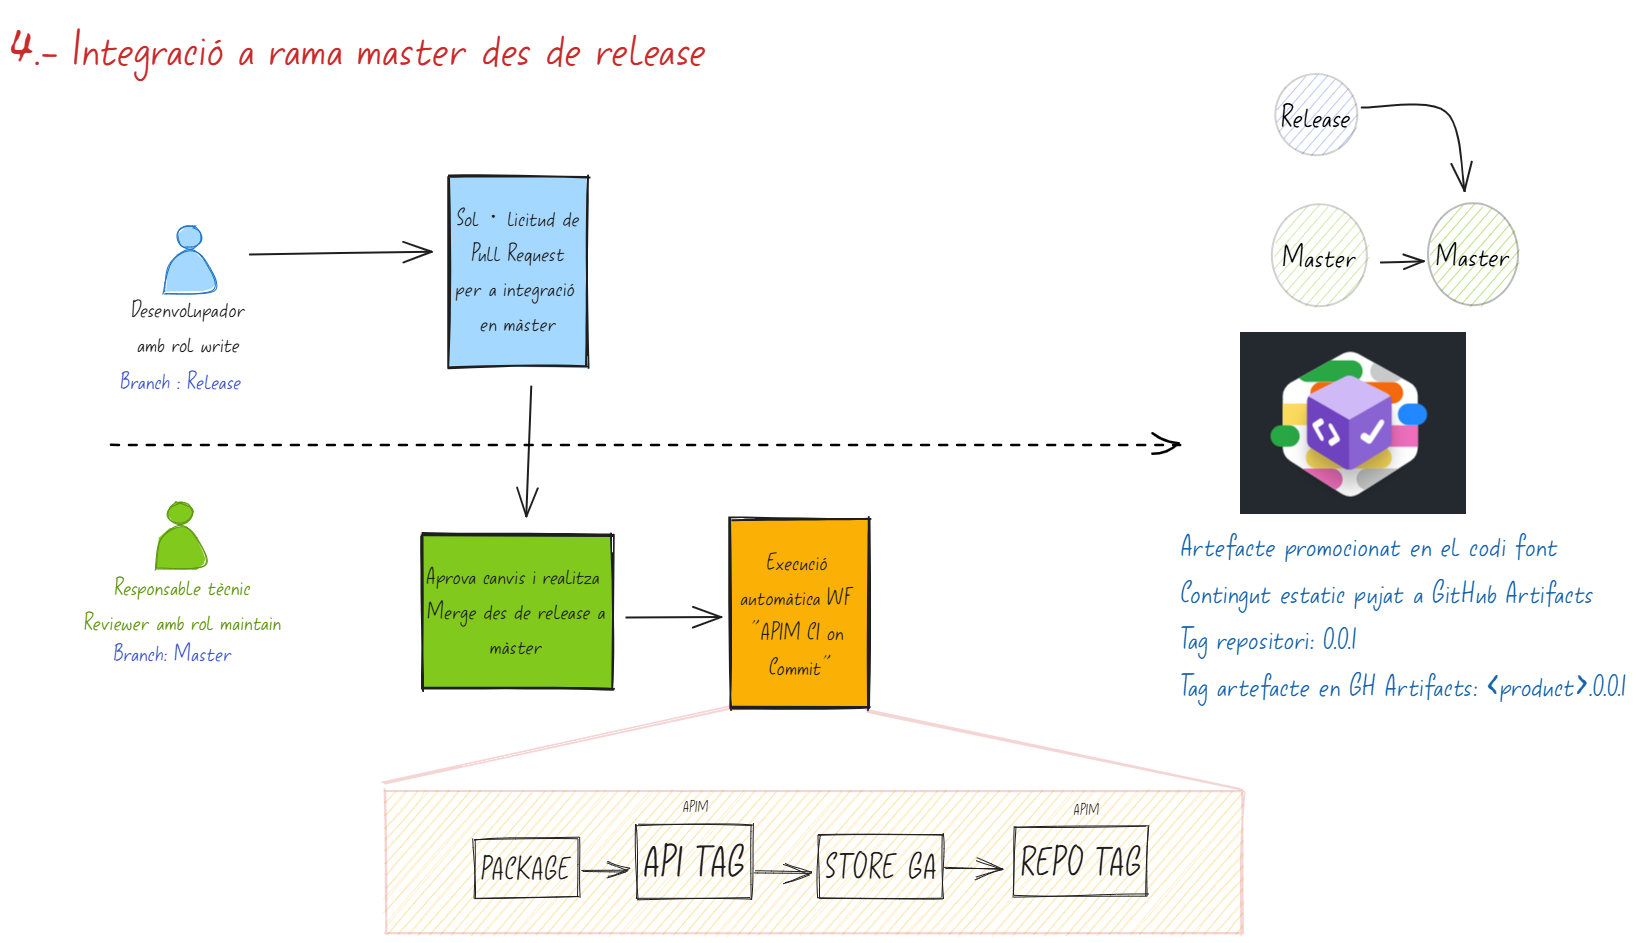 4.- Integració a rama master des de release
Release
Master
Master
Sol · licitud de
Pull Request
per a integració
en màster
Desenvolupador
amb rol write
Branch : Release
Responsable tècnic
Reviewer amb rol maintain
Branch: Master
Aprova canvis i realitza
Merge des de release a
màster
Execució
automàtica WF
"APIM CI on
Commit"
Artefacte promocionat en el codi font
Contingut estatic pujat a GitHub Artifacts
Tag repositori: 0.0.1
Tag artefacte en GH Artifacts: <product>.0.0.1
APIM
APIM
PACKAGE
API TAG
STORE GA
REPO TAG